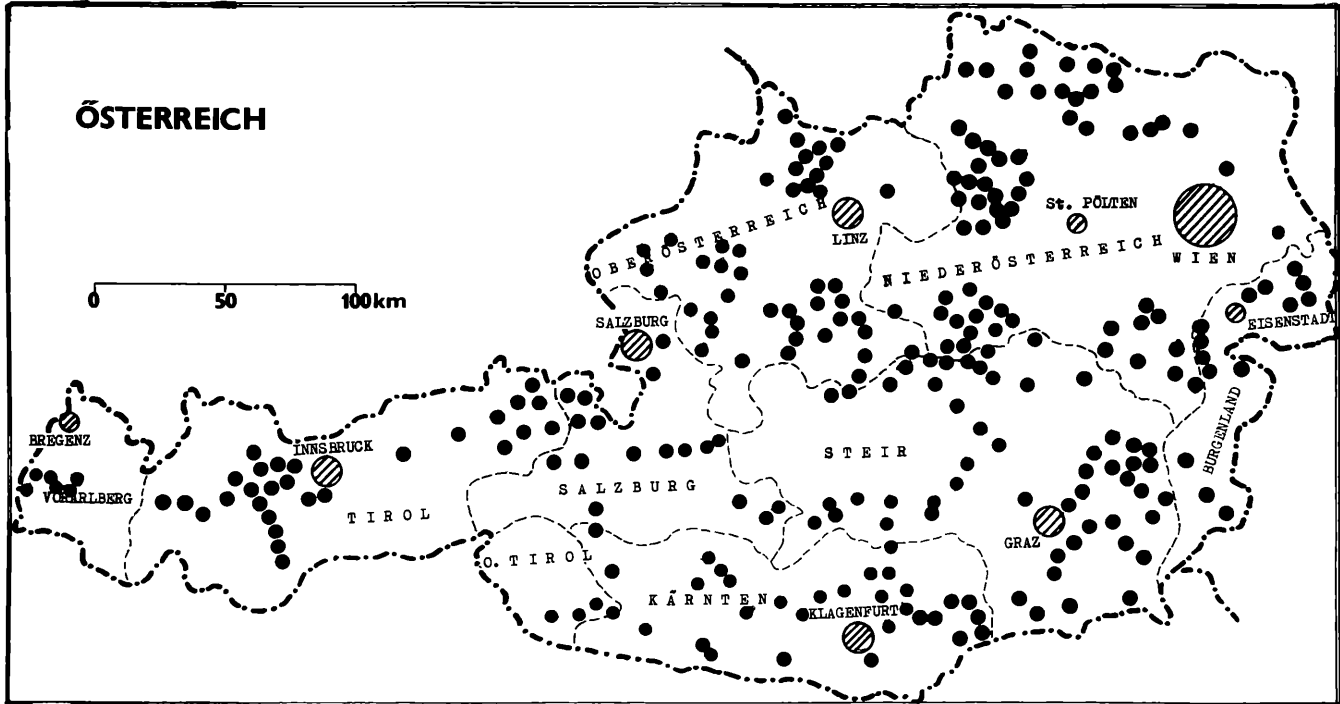 ŐSTERREICH
0 50 100km
St. PÖLTEN
OBERÖSTERREICH
LINZ
NIEDERÖSTERREICH
WIEN
SALZBURG
EISENSTADT
BREGENZ
INNSBRUCK
VORARLBERG
TIROL
SALZBURG
STEIR
BURGENLAND
GRAZ
O. TIROL
KÄRNTEN
KLAGENFURT